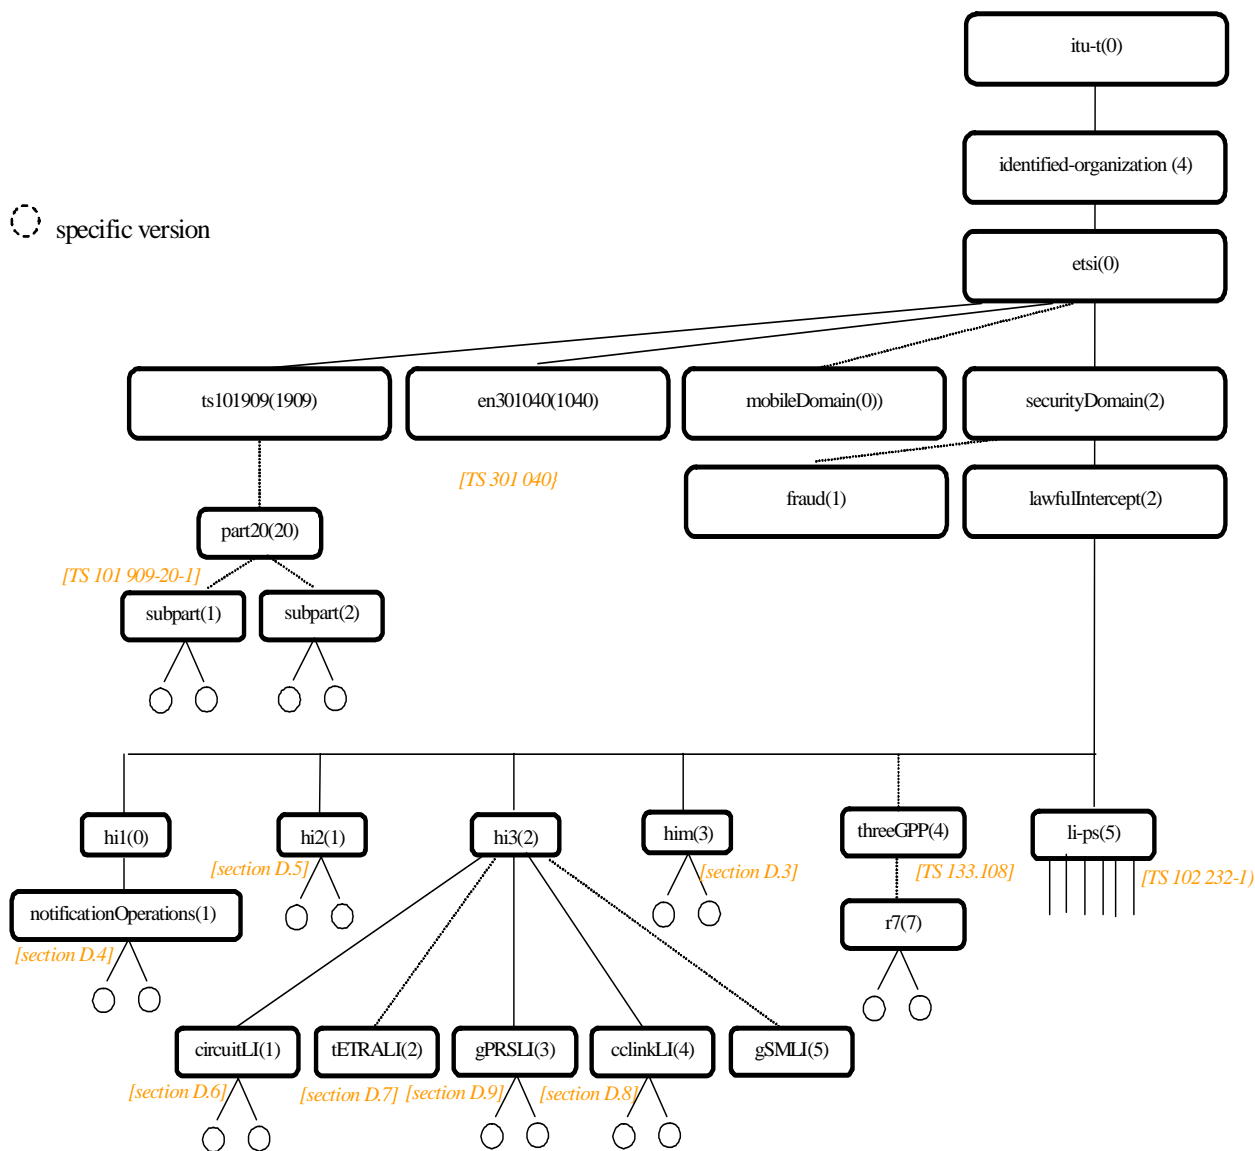 itu-t(0)
identified-organization (4)
specific version
etsi(0)
ts101909(1909)
en301040(1040)
mobileDomain(0))
securityDomain(2)
[TS 301 040}
fraud(1)
lawfulIntercept(2)
part20(20)
[TS 101 909-20-1]
subpart(1)
subpart(2)
hi1(0)
hi2(1)
hi3(2)
him(3)
threeGPP(4)
li-ps(5)
[section D.5]
[section D.3]
[TS 133.108]
[TS 102 232-1)
notificationOperations(1)
r7(7)
[section D.4]
circuitLI(1)
tETRALI(2)
gPRSLI(3)
cclinkLI(4)
gSMLI(5)
[section D.6]
[section D.7]
[section D.9]
[section D.8]